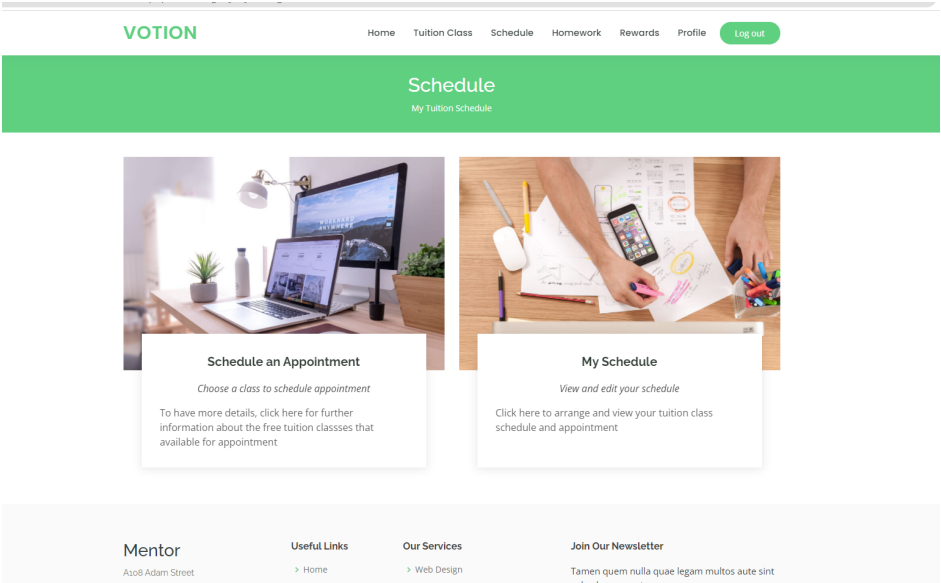 VOTION
Home Tuition Class Schedule Homework Rewards Profile Log out
Schedule
My Tuition Schedule
Schedule an Appointment
Choose a class to schedule appointment
To have more details, click here for further
information about the free tuition classses that
available for appointment
My Schedule
View and edit your schedule
Click here to arrange and view your tuition class
schedule and appointment
Mentor
A108 Adam Street
Useful Links
> Home
Our Services
> Web Design
Join Our Newsletter
Tamen quem nulla quae legam multos aute sint